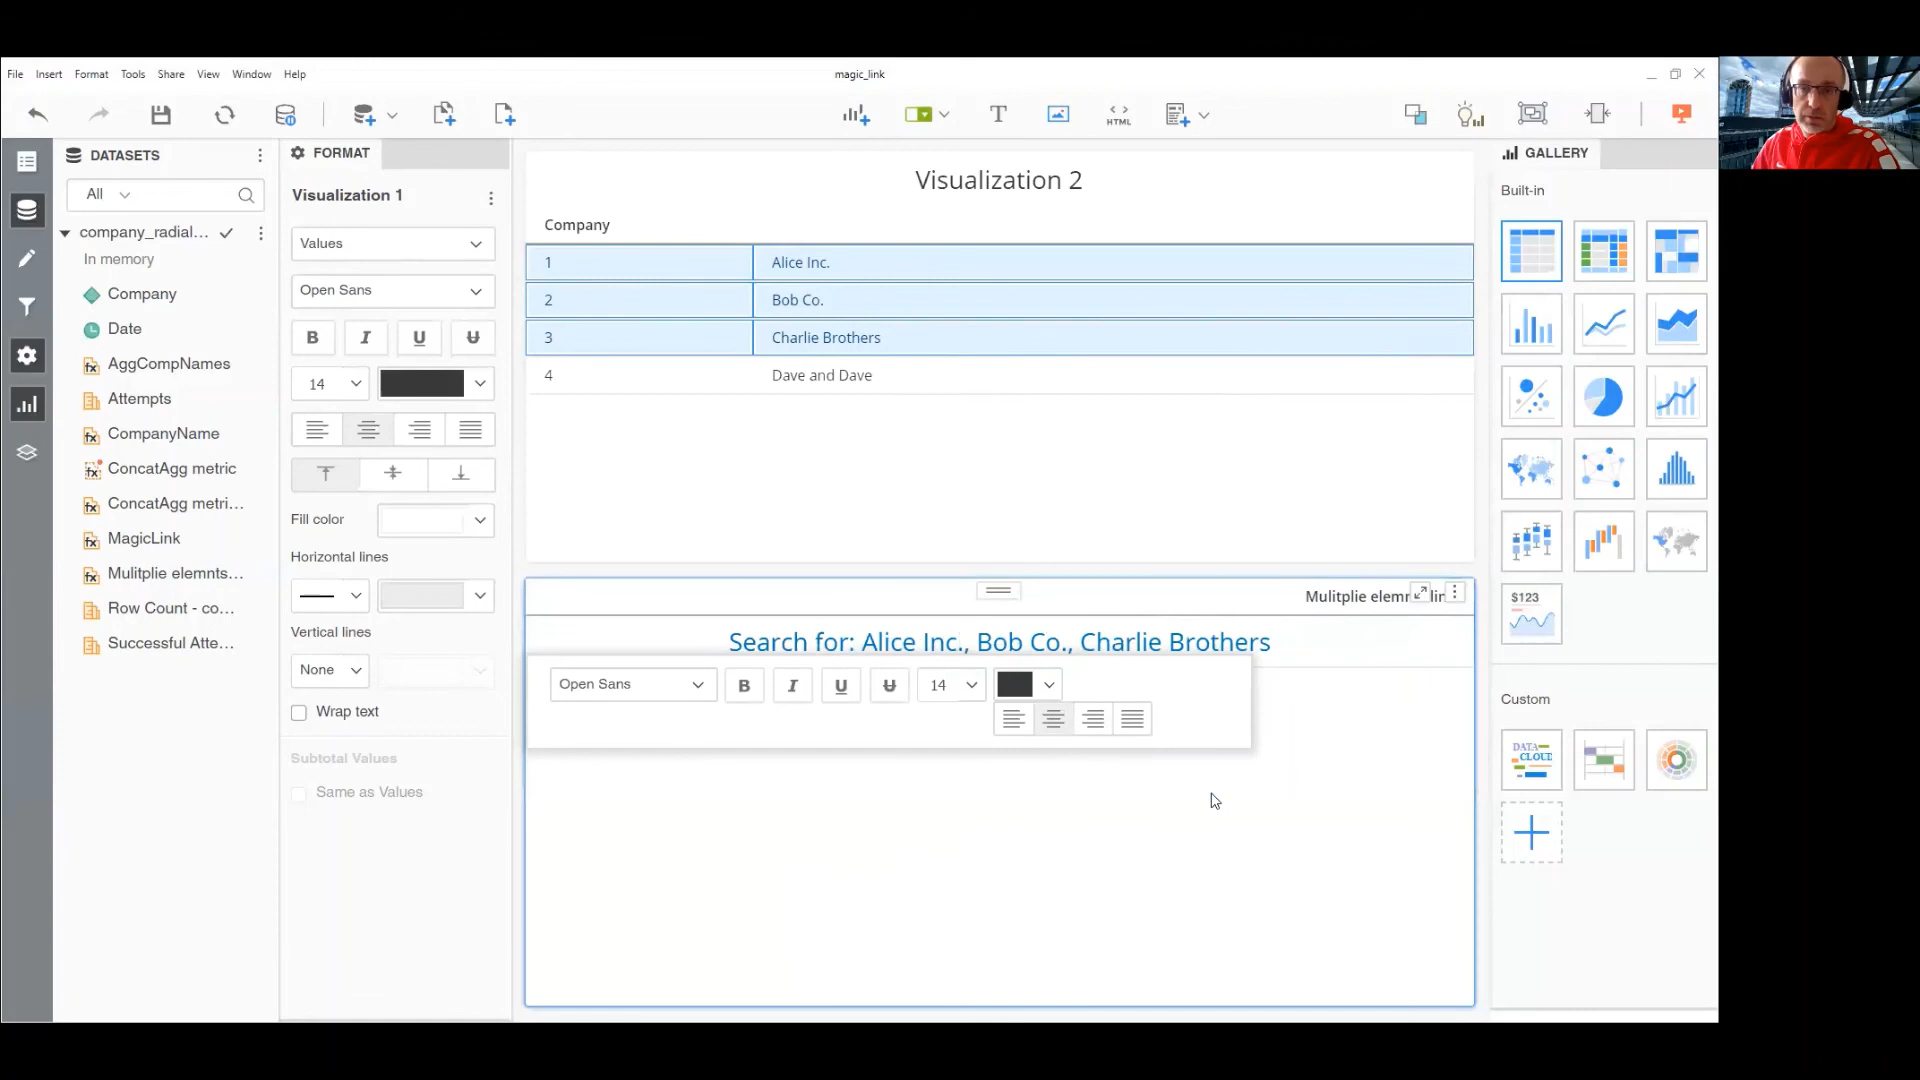 File Insert Format Tools Share View Window Help
magic_link
HTML
DATASETS
All
company_radial...
In memory
Company
Date
AggCompNames
Attempts
CompanyName
ConcatAgg metric
ConcatAgg metri...
MagicLink
Mulitplie elemnts...
Row Count - co...
Successful Atte...
FORMAT
Visualization 1
Values
Open Sans
B I U U
14
Fill color
Horizontal lines
Vertical lines
None
Wrap text
Subtotal Values
Same as Values
Visualization 2
Company
1 Alice Inc.
2 Bob Co.
3 Charlie Brothers
4 Dave and Dave
Mulitplie elemn lin
Search for: Alice Inc., Bob Co., Charlie Brothers
Open Sans B I U U 14
GALLERY
Built-in
$123
Custom
DATA
CLOUD